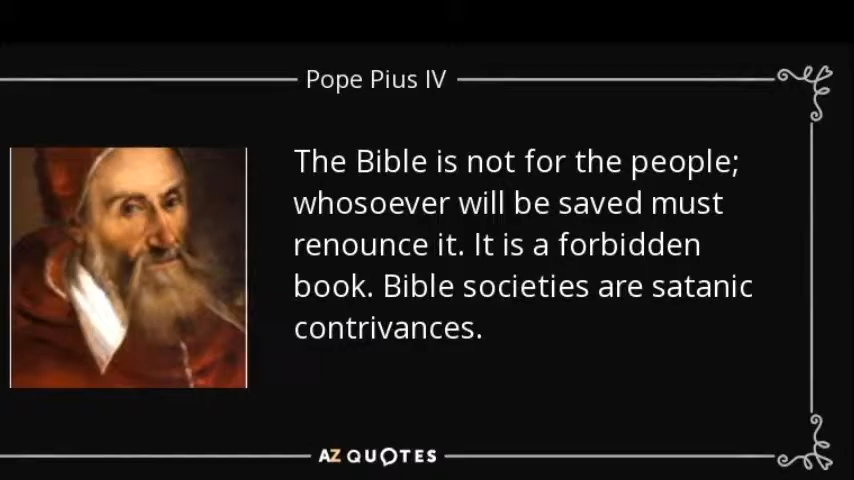 Pope Pius IV
The Bible is not for the people;
whosoever will be saved must
renounce it. It is a forbidden
book. Bible societies are satanic
contrivances.
AZ QUOTES